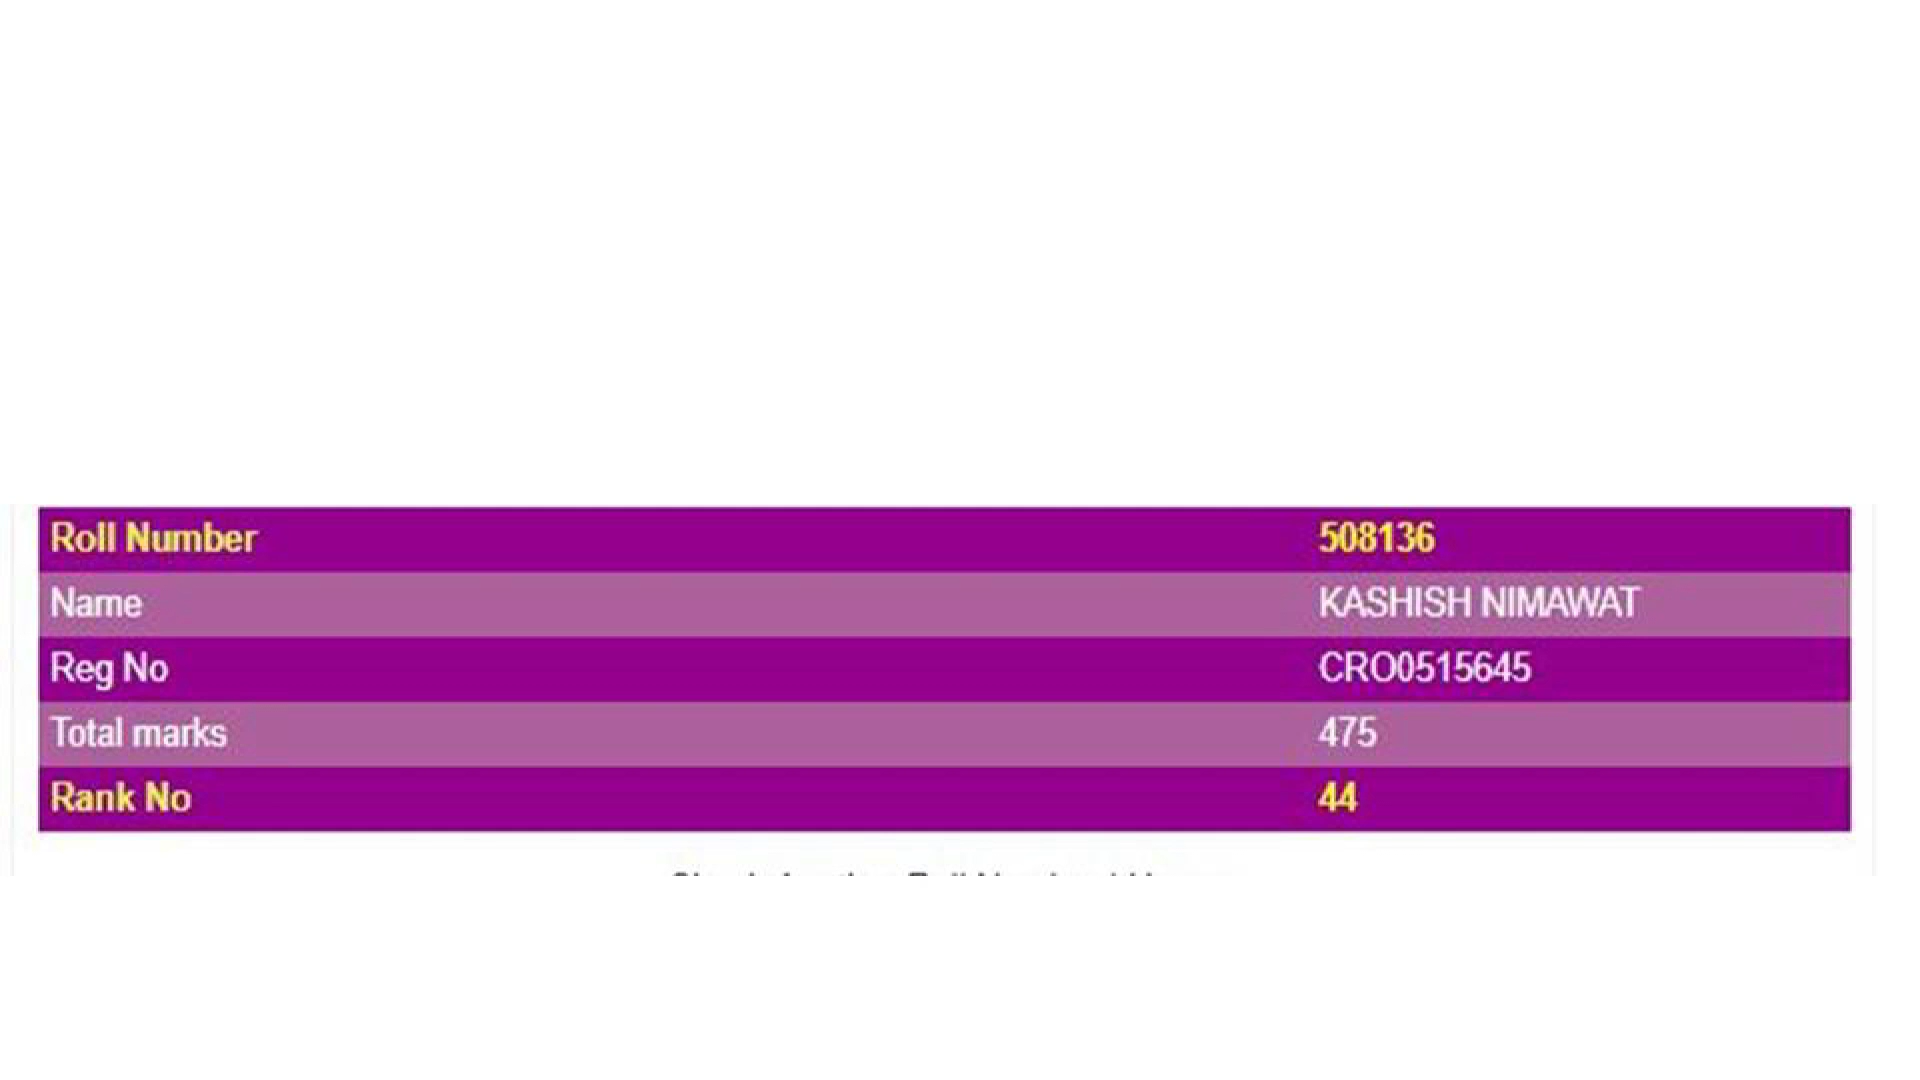 Roll Number 508136
Name KASHISH NIMAWAT
Reg No CRO0515645
Total marks 475
Rank No 44